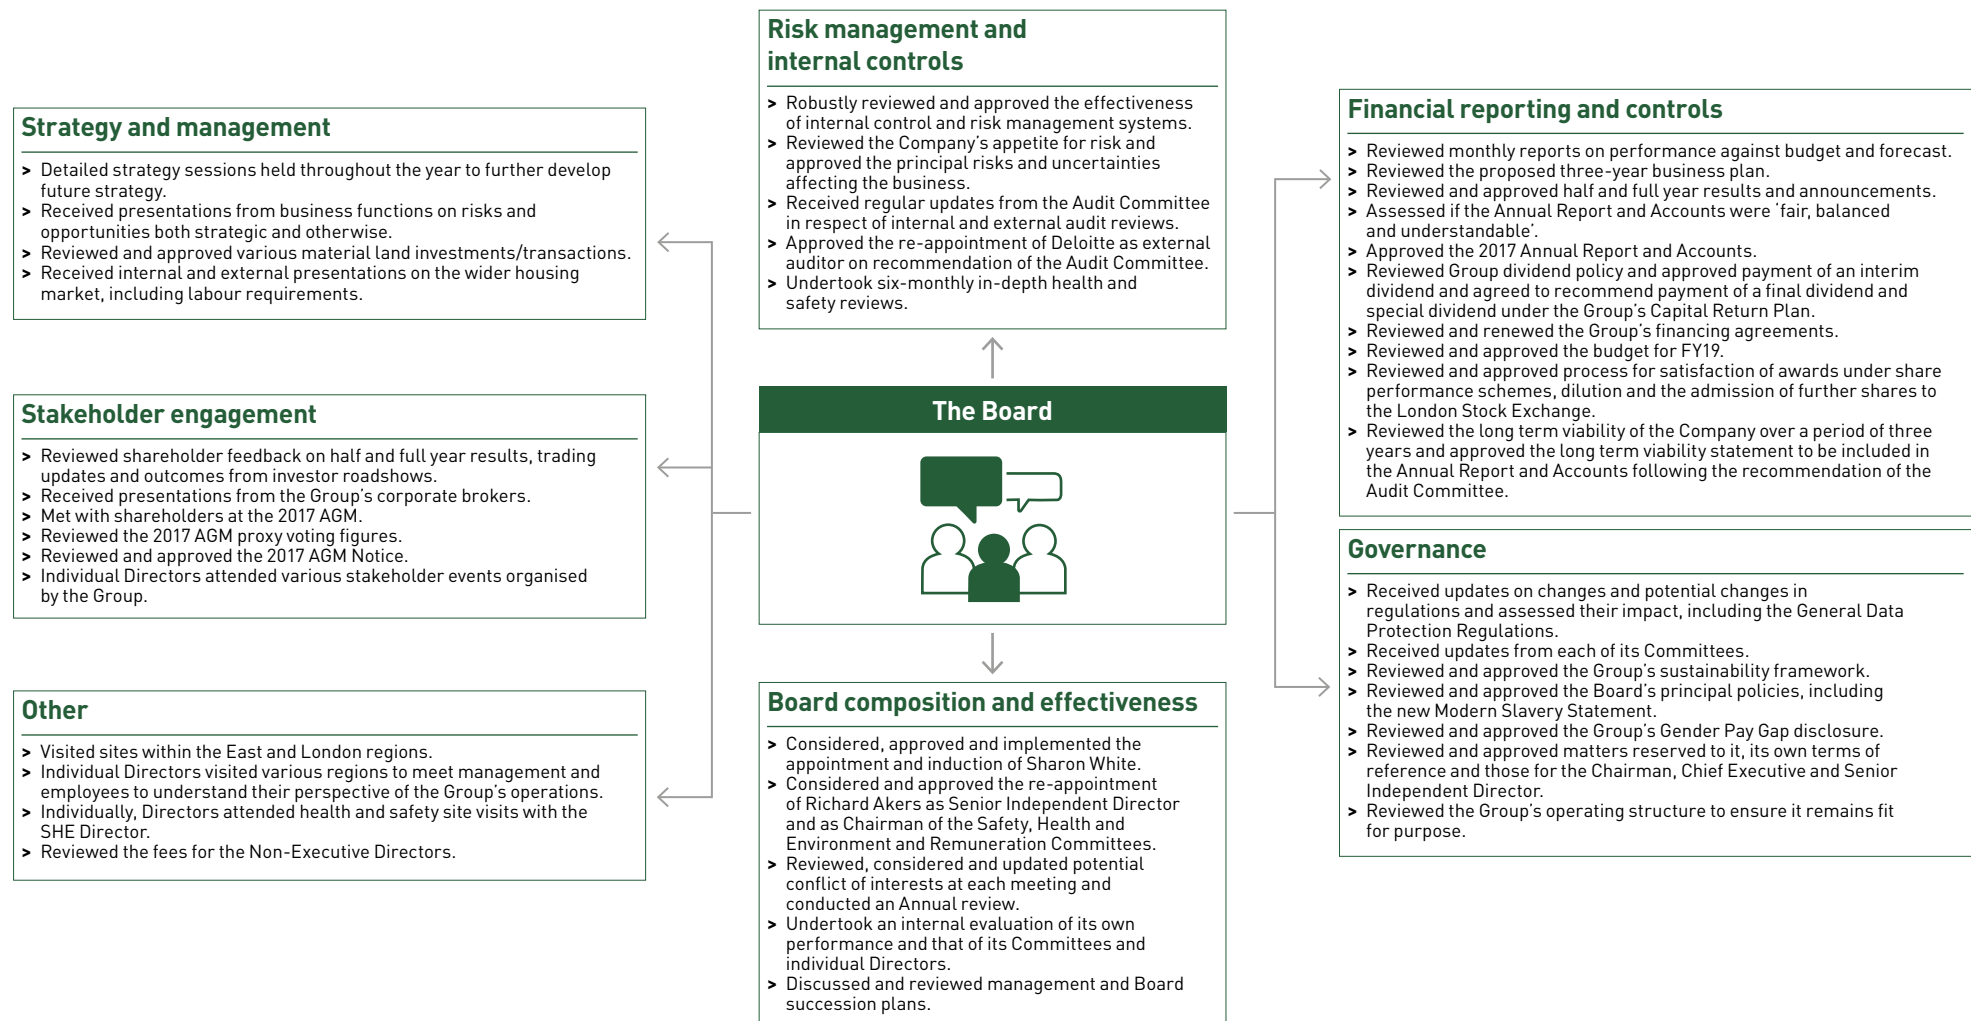 Strategy and management
> Detailed strategy sessions held throughout the year to further develop
future strategy.
> Received presentations from business functions on risks and
opportunities both strategic and otherwise.
> Reviewed and approved various material land investments/transactions.
> Received internal and external presentations on the wider housing
market, including labour requirements.
Stakeholder engagement
> Reviewed shareholder feedback on half and full year results, trading
updates and outcomes from investor roadshows.
> Received presentations from the Group's corporate brokers.
> Met with shareholders at the 2017 AGM.
> Reviewed the 2017 AGM proxy voting figures.
> Reviewed and approved the 2017 AGM Notice.
> Individual Directors attended various stakeholder events organised
by the Group.
Other
> Visited sites within the East and London regions.
> Individual Directors visited various regions to meet management and
employees to understand their perspective of the Group's operations.
> Individually, Directors attended health and safety site visits with the
SHE Director.
> Reviewed the fees for the Non-Executive Directors.
Risk management and
internal controls
> Robustly reviewed and approved the effectiveness
of internal control and risk management systems.
> Reviewed the Company's appetite for risk and
approved the principal risks and uncertainties
affecting the business.
> Received regular updates from the Audit Committee
in respect of internal and external audit reviews.
> Approved the re-appointment of Deloitte as external
auditor on recommendation of the Audit Committee.
> Undertook six-monthly in-depth health and
safety reviews.
The Board
Board composition and effectiveness
> Considered, approved and implemented the
appointment and induction of Sharon White.
> Considered and approved the re-appointment
of Richard Akers as Senior Independent Director
and as Chairman of the Safety, Health and
Environment and Remuneration Committees.
> Reviewed, considered and updated potential
conflict of interests at each meeting and
conducted an Annual review.
> Undertook an internal evaluation of its own
performance and that of its Committees and
individual Directors.
> Discussed and reviewed management and Board
succession plans.
Financial reporting and controls
> Reviewed monthly reports on performance against budget and forecast.
> Reviewed the proposed three-year business plan.
> Reviewed and approved half and full year results and announcements.
> Assessed if the Annual Report and Accounts were 'fair, balanced
and understandable'.
> Approved the 2017 Annual Report and Accounts.
> Reviewed Group dividend policy and approved payment of an interim
dividend and agreed to recommend payment of a final dividend and
special dividend under the Group's Capital Return Plan.
> Reviewed and renewed the Group's financing agreements.
> Reviewed and approved the budget for FY19.
> Reviewed and approved process for satisfaction of awards under share
performance schemes, dilution and the admission of further shares to
the London Stock Exchange.
> Reviewed the long term viability of the Company over a period of three
years and approved the long term viability statement to be included in
the Annual Report and Accounts following the recommendation of the
Audit Committee.
Governance
> Received updates on changes and potential changes in
regulations and assessed their impact, including the General Data
Protection Regulations.
> Received updates from each of its Committees.
> Reviewed and approved the Group's sustainability framework.
> Reviewed and approved the Board's principal policies, including
the new Modern Slavery Statement.
> Reviewed and approved the Group's Gender Pay Gap disclosure.
> Reviewed and approved matters reserved to it, its own terms of
reference and those for the Chairman, Chief Executive and Senior
Independent Director.
> Reviewed the Group's operating structure to ensure it remains fit
for purpose.